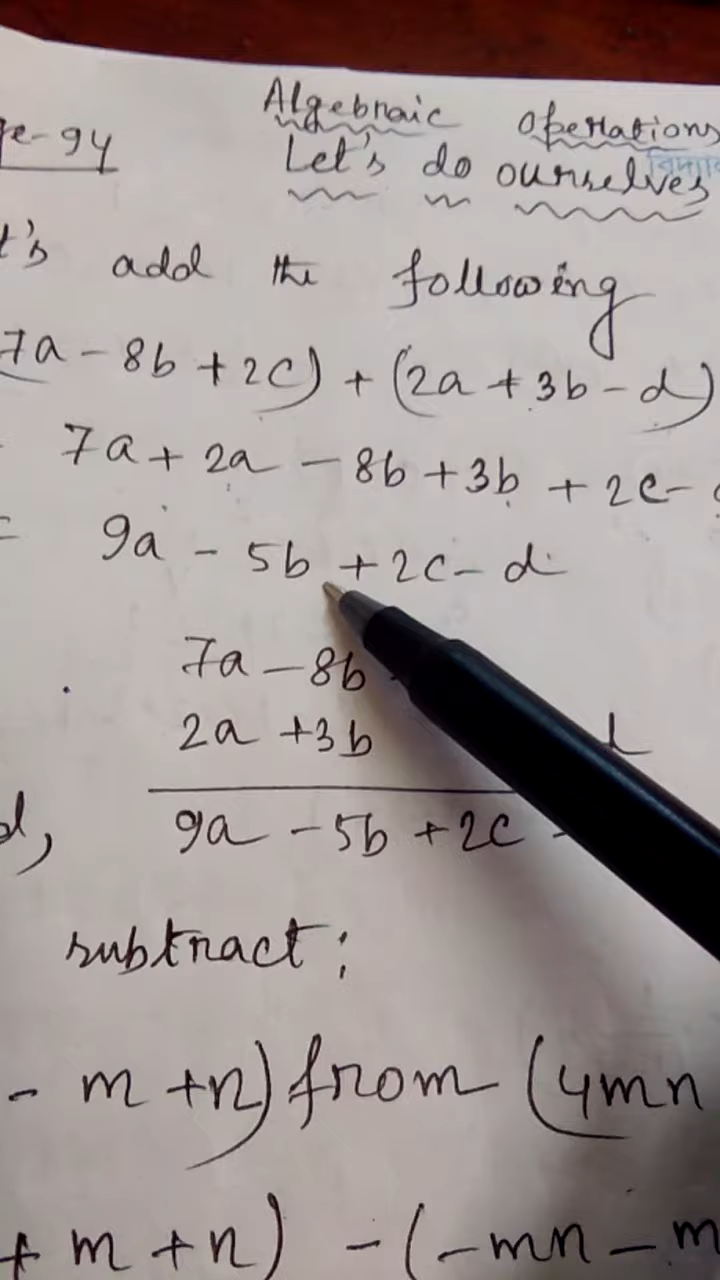 Algebraic Operations
ge-94
Let's do ourselves
t's add the following
7a - 8b + 2c) + (2a + 3b - d)
7a + 2a - 8b + 3b + 2c -
= 9a - 5b + 2c - d
7a - 8b
2a + 3b
d, 9a - 5b + 2c -
subtract:
- m + n) from (4mn
+ m + n) - (-mn - m